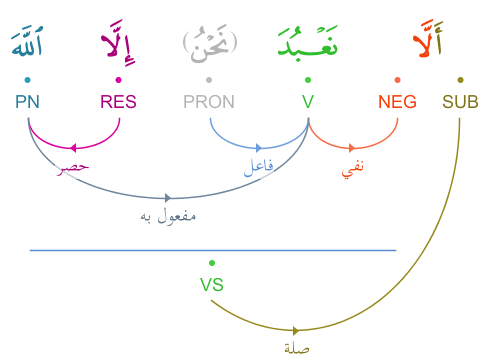 أَلَّا نَعْبُدَ (نَحْنُ) إِلَّا ٱللَّهَ
SUB NEG V PRON RES PN
نفي فاعل حصر
مفعول به
VS
صلة